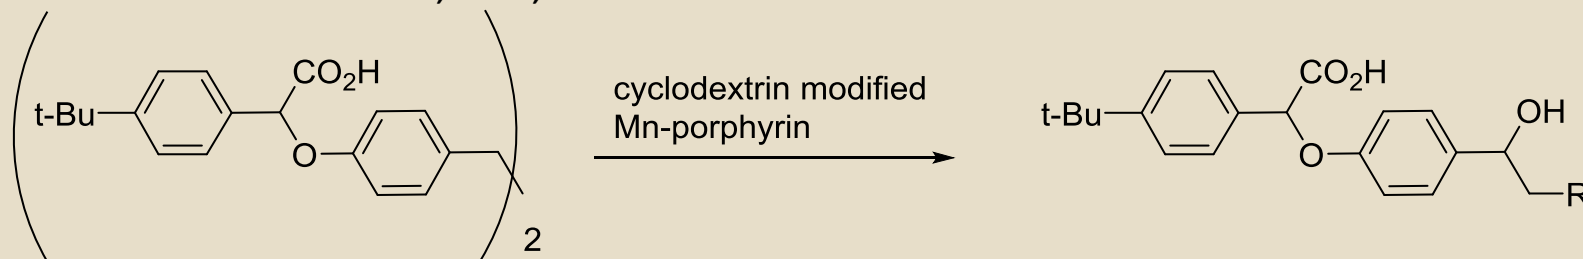 CO2H
t-Bu
O
2
cyclodextrin modified
Mn-porphyrin
CO2H
t-Bu
OH
O
R